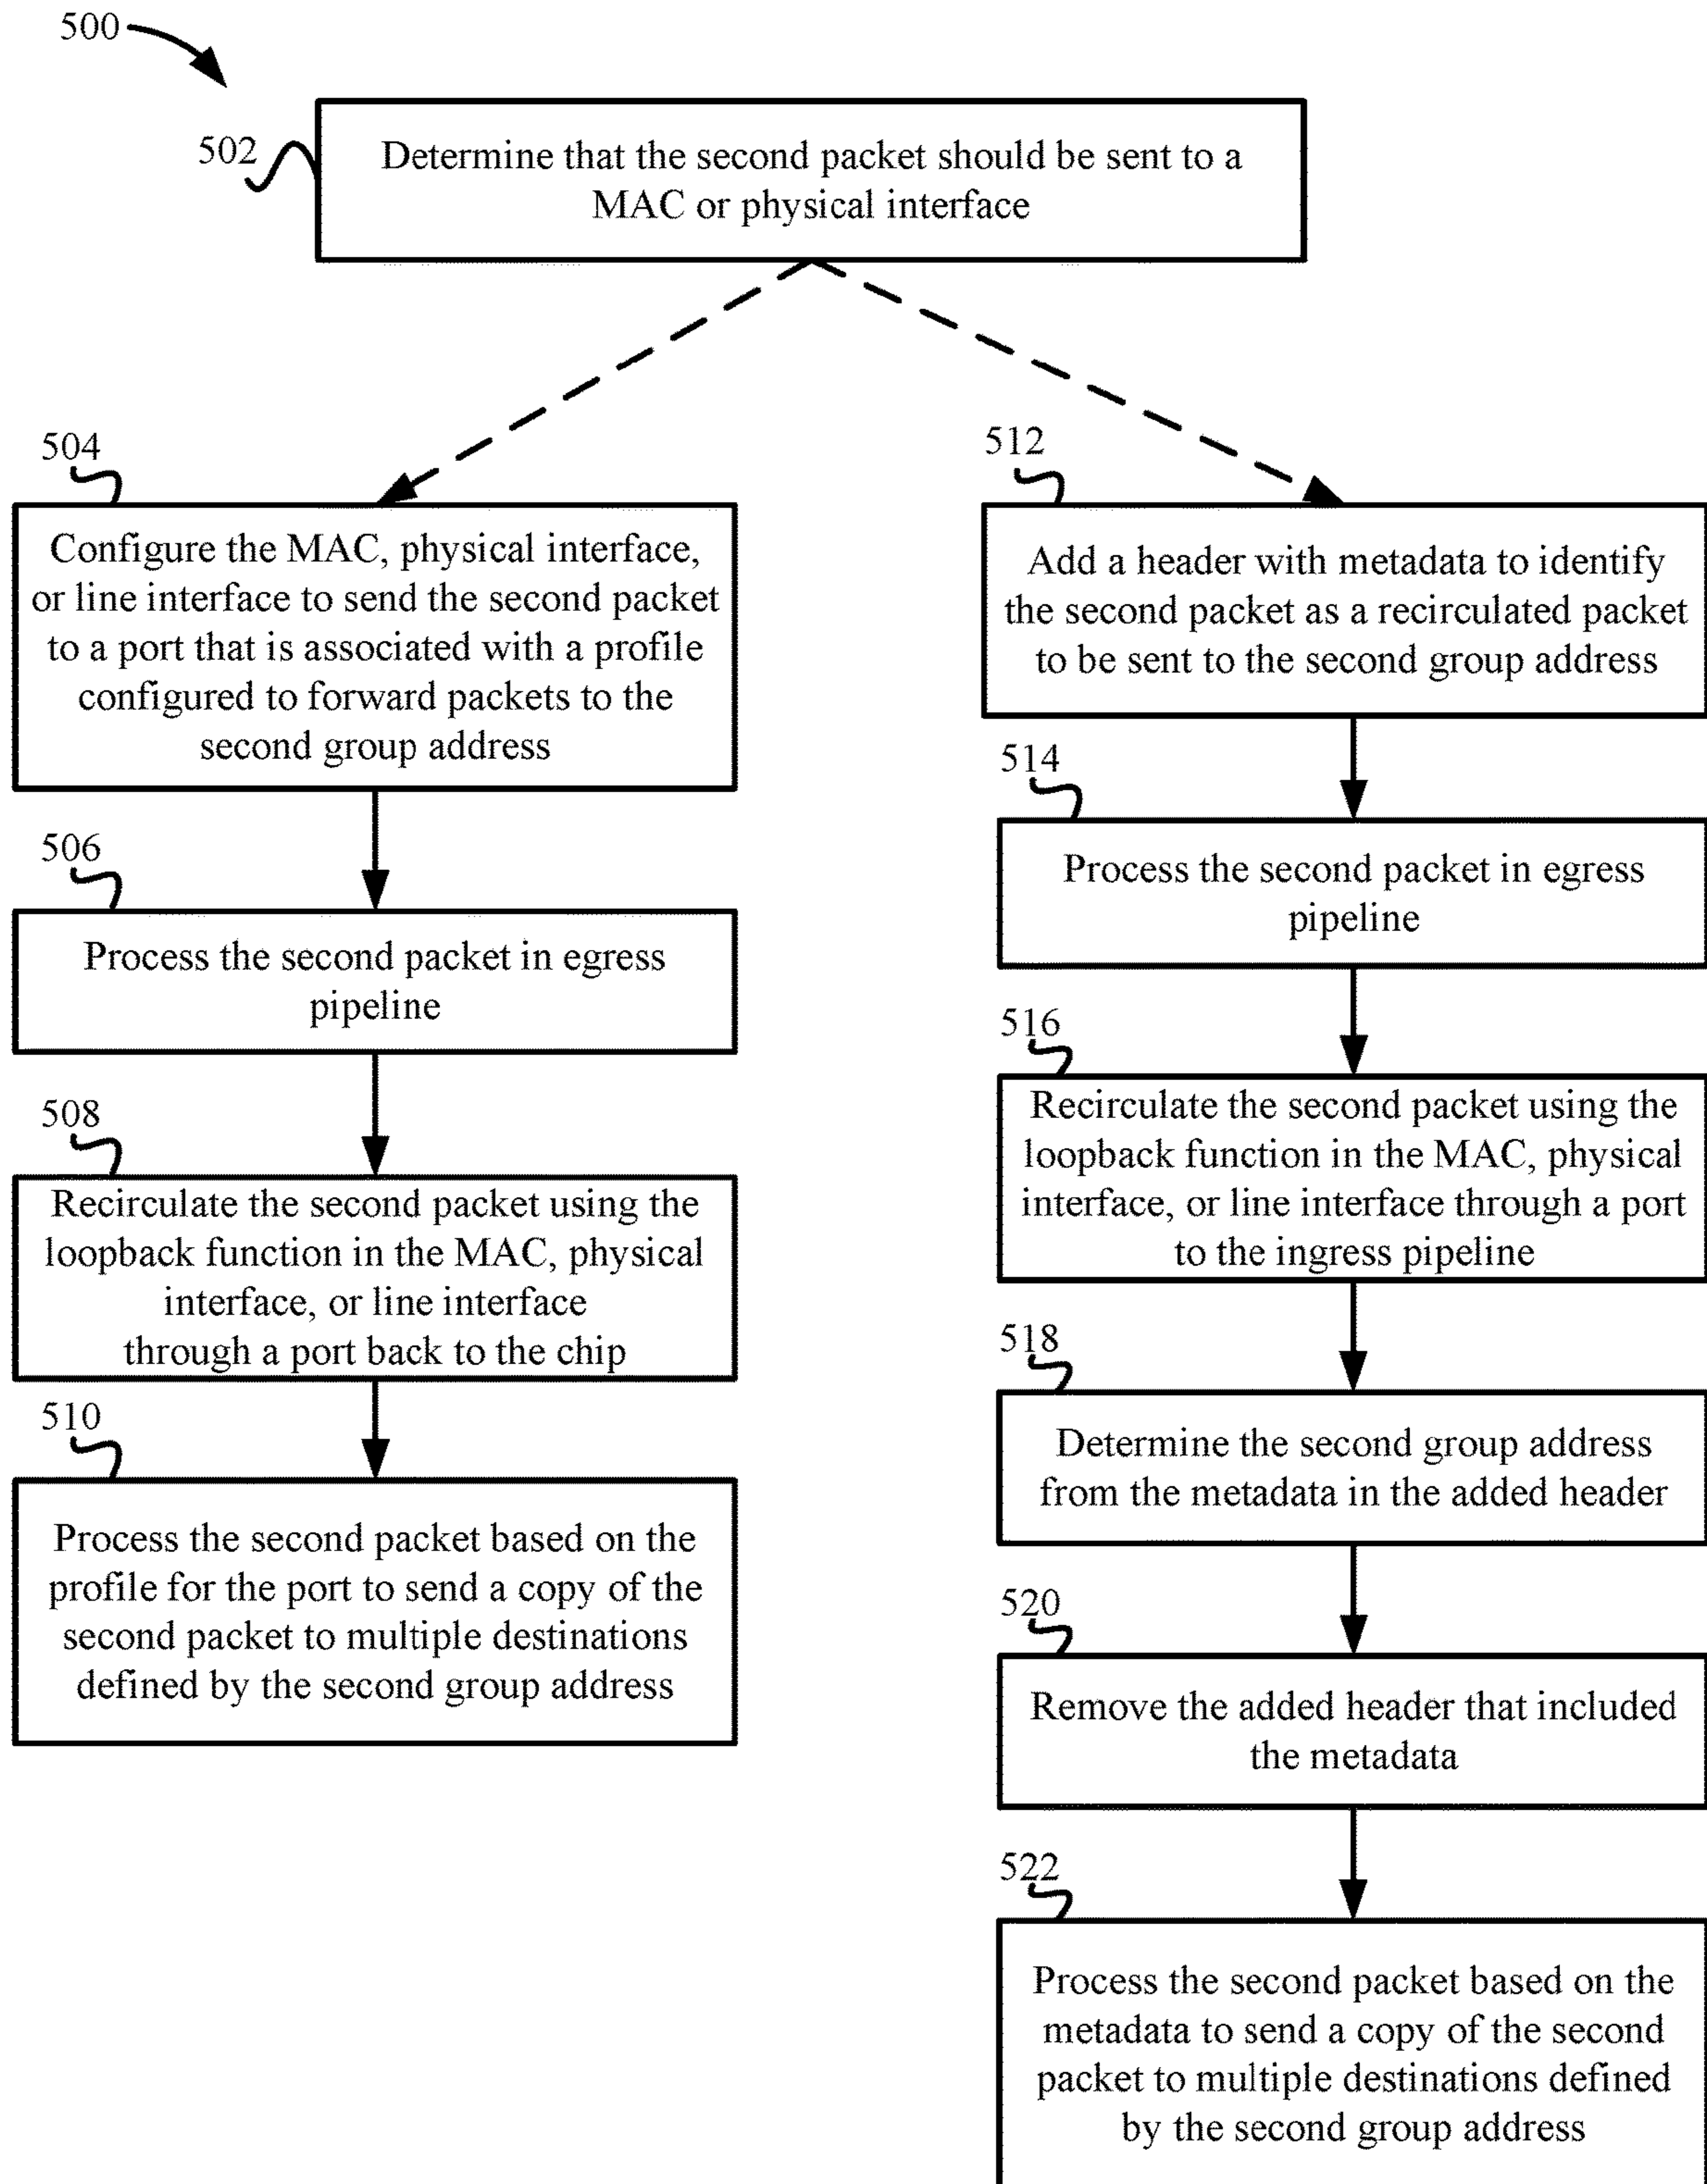 500
502
Determine that the second packet should be sent to a
MAC or physical interface
504
Configure the MAC, physical interface,
or line interface to send the second packet
to a port that is associated with a profile
configured to forward packets to the
second group address
506
Process the second packet in egress
pipeline
508
Recirculate the second packet using the
loopback function in the MAC, physical
interface, or line interface
through a port back to the chip
510
Process the second packet based on the
profile for the port to send a copy of the
second packet to multiple destinations
defined by the second group address
512
Add a header with metadata to identify
the second packet as a recirculated packet
to be sent to the second group address
514
Process the second packet in egress
pipeline
516
Recirculate the second packet using the
loopback function in the MAC, physical
interface, or line interface through a port
to the ingress pipeline
518
Determine the second group address
from the metadata in the added header
520
Remove the added header that included
the metadata
522
Process the second packet based on the
metadata to send a copy of the second
packet to multiple destinations defined
by the second group address